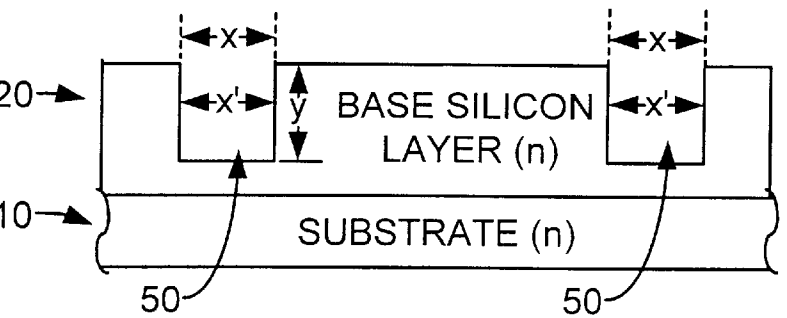 x x
20 x' y BASE SILICON x'
LAYER (n)
10 SUBSTRATE (n)
50 50